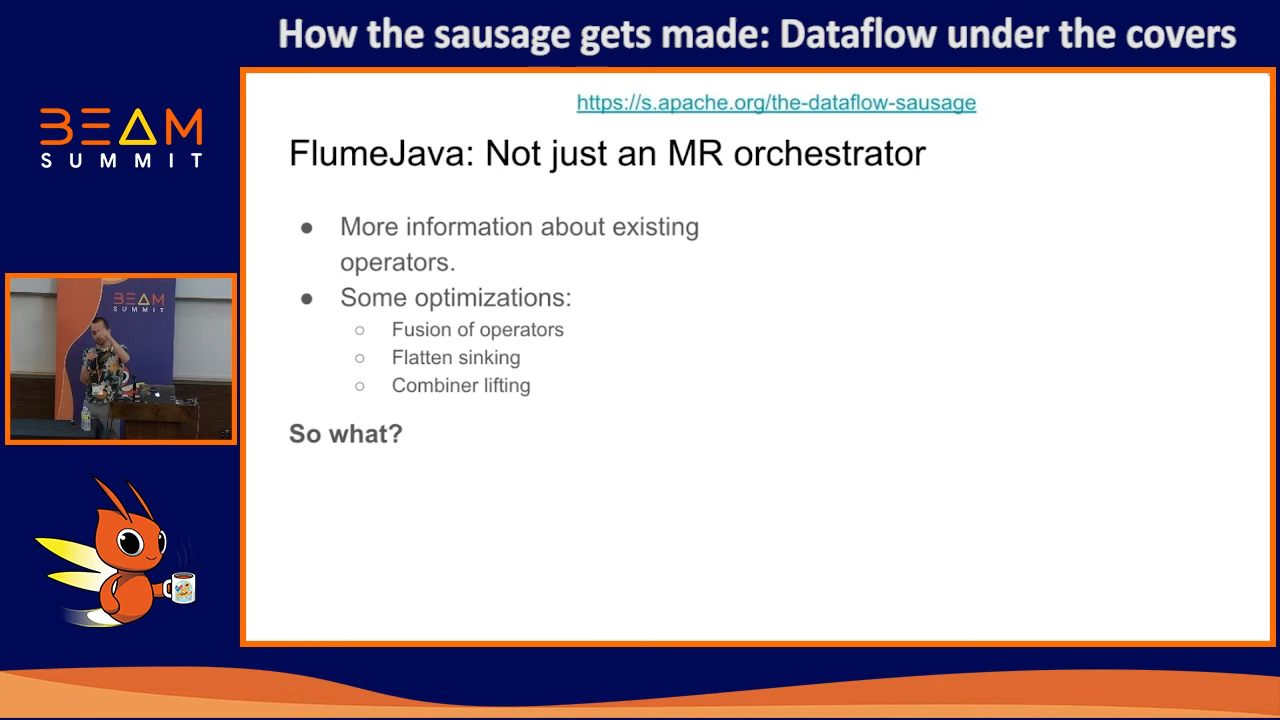 How the sausage gets made: Dataflow under the covers
BEAM
SUMMIT
https://s.apache.org/the-dataflow-sausage
FlumeJava: Not just an MR orchestrator
● More information about existing
operators.
● Some optimizations:
○ Fusion of operators
○ Flatten sinking
○ Combiner lifting
So what?
BEAM
SUMMIT